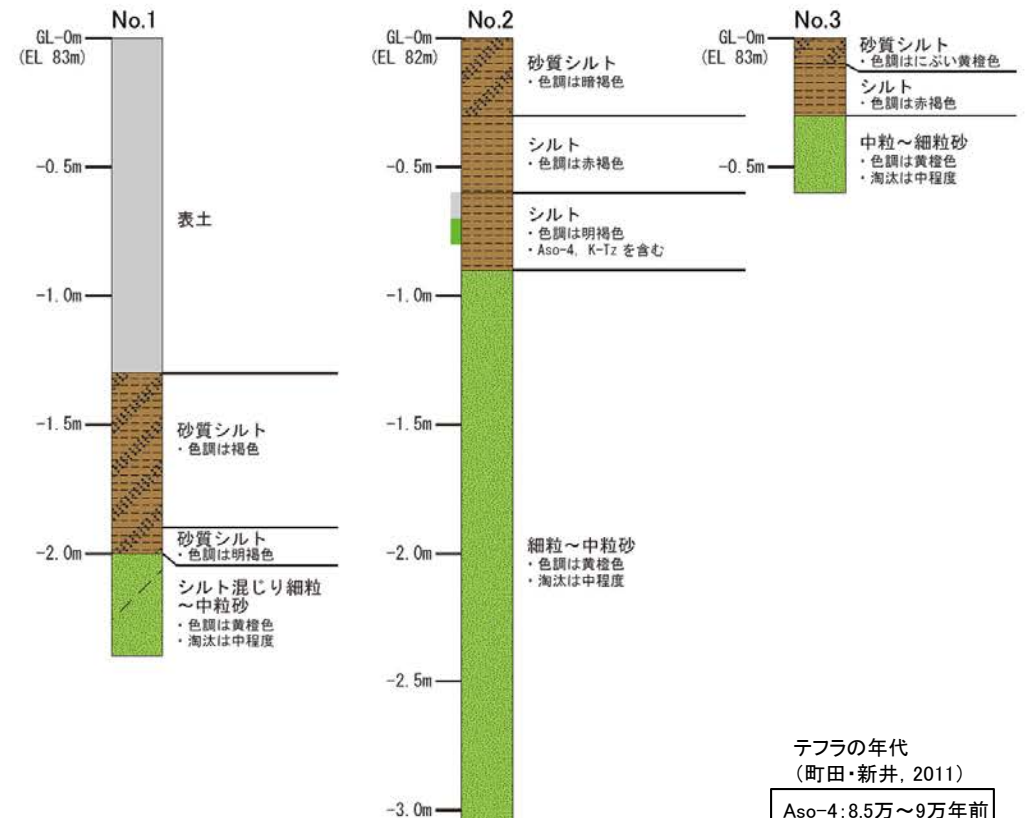 No.1
GL-0m
(EL 83m)
-0.5m
-1.0m
-1.5m
-2.0m
表土
砂質シルト
・色調は褐色
砂質シルト
・色調は明褐色
シルト混じり細粒
～中粒砂
・色調は黄橙色
・淘汰は中程度
No.2
GL-0m
(EL 82m)
-0.5m
-1.0m
-1.5m
-2.0m
-2.5m
-3.0m
砂質シルト
・色調は暗褐色
シルト
・色調は赤褐色
シルト
・色調は明褐色
・Aso-4, K-Tz を含む
細粒～中粒砂
・色調は黄橙色
・淘汰は中程度
No.3
GL-0m
(EL 83m)
-0.5m
砂質シルト
・色調はにぶい黄橙色
シルト
・色調は赤褐色
中粒～細粒砂
・色調は黄橙色
・淘汰は中程度
テフラの年代
（町田・新井, 2011）
Aso-4:8.5万～9万年前